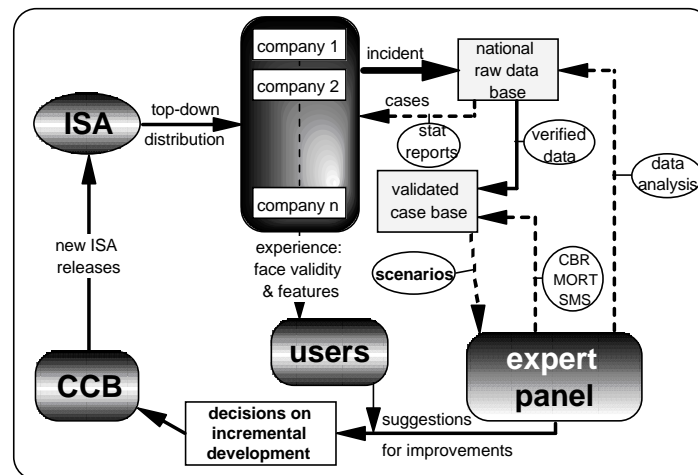 company 1
company 2
company n
incident
national
raw data
base
cases
stat
reports
verified
data
data
analysis
ISA
top-down
distribution
validated
case base
new ISA
releases
experience:
face validity
& features
scenarios
CBR
MORT
SMS
users
expert
panel
CCB
decisions on
incremental
development
suggestions
for improvements